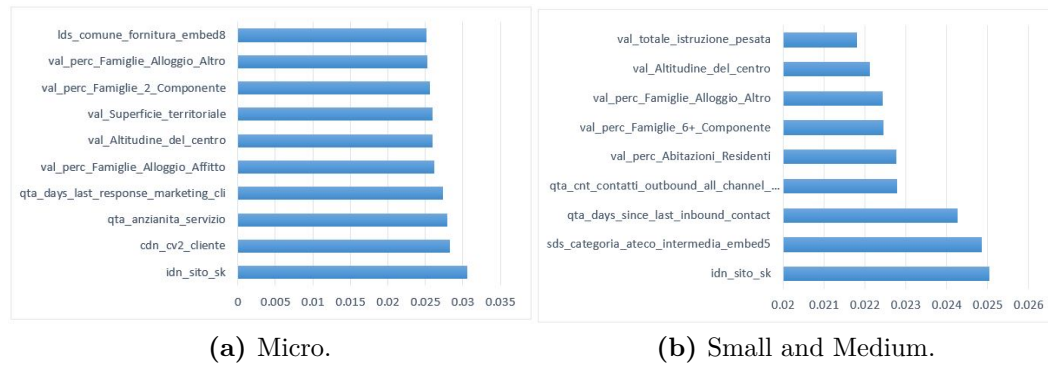 lds_comune_fornitura_embed8
val_perc_Famiglie_Alloggio_Altro
val_perc_Famiglie_2_Componente
val_Superficie_territoriale
val_Altitudine_del_centro
val_perc_Famiglie_Alloggio_Affitto
qta_days_last_response_marketing_cli
qta_anzianita_servizio
cdn_cv2_cliente
idn_sito_sk
0 0.005 0.01 0.015 0.02 0.025 0.03 0.035
(a) Micro.
val_totale_istruzione_pesata
val_Altitudine_del_centro
val_perc_Famiglie_Alloggio_Altro
val_perc_Famiglie_6+_Componente
val_perc_Abitazioni_Residenti
qta_cnt_contatti_outbound_all_channel_...
qta_days_since_last_inbound_contact
sds_categoria_ateco_intermedia_embed5
idn_sito_sk
0.02 0.021 0.022 0.023 0.024 0.025 0.026
(b) Small and Medium.